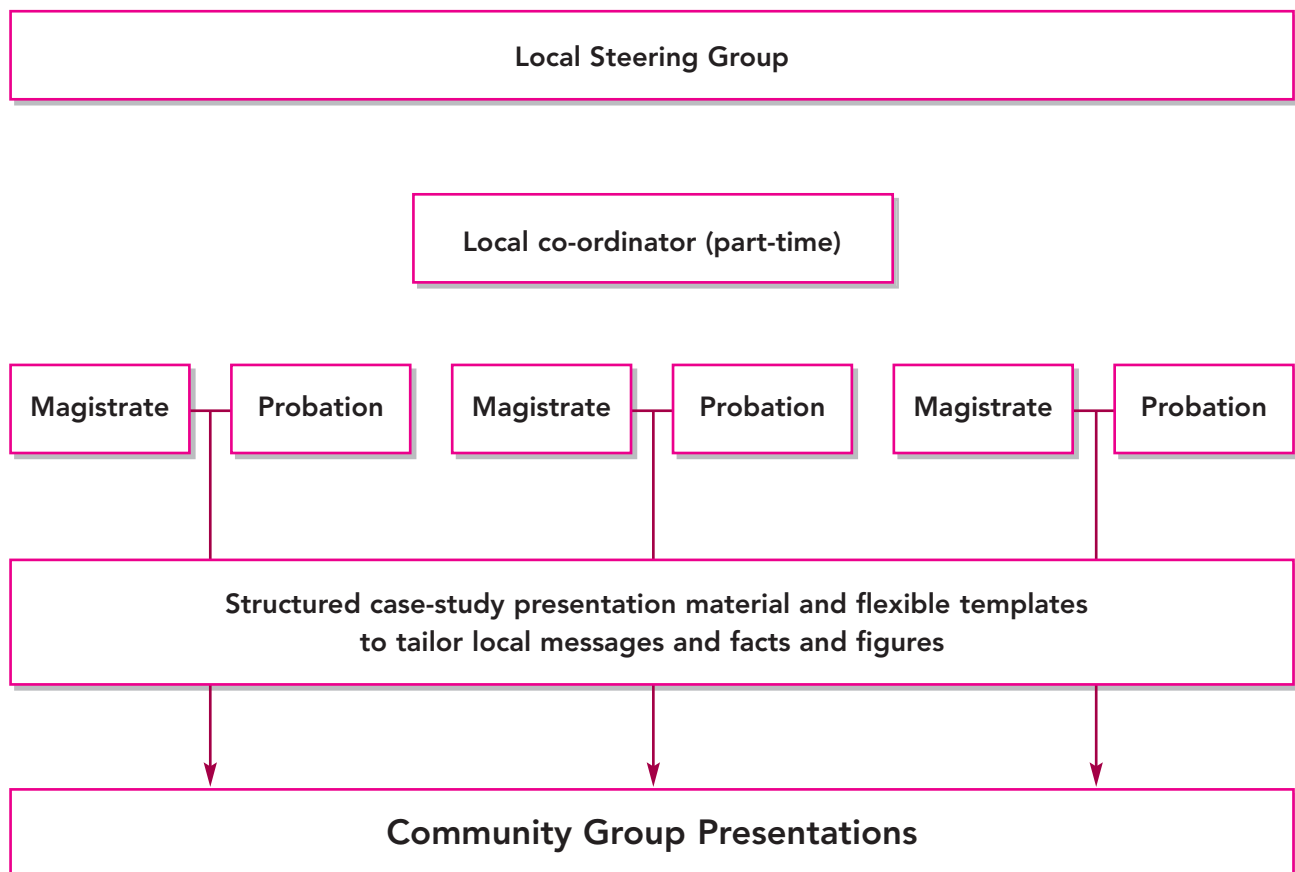 Local Steering Group
Local co-ordinator (part-time)
Magistrate
Probation
Magistrate
Probation
Magistrate
Probation
Structured case-study presentation material and flexible templates
to tailor local messages and facts and figures
Community Group Presentations